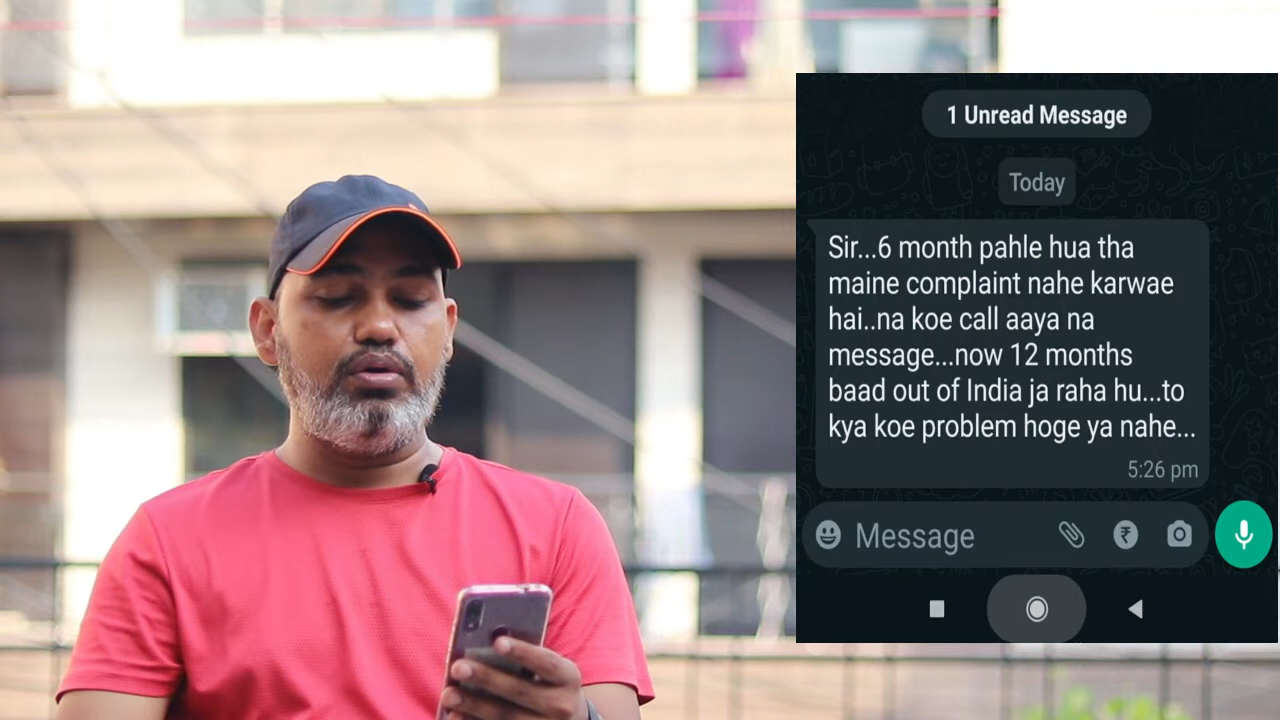 1 Unread Message
Today
Sir...6 month pahle hua tha
maine complaint nahe karwae
hai..na koe call aaya na
message...now 12 months
baad out of India ja raha hu...to
kya koe problem hoge ya nahe...
5:26 pm
Message